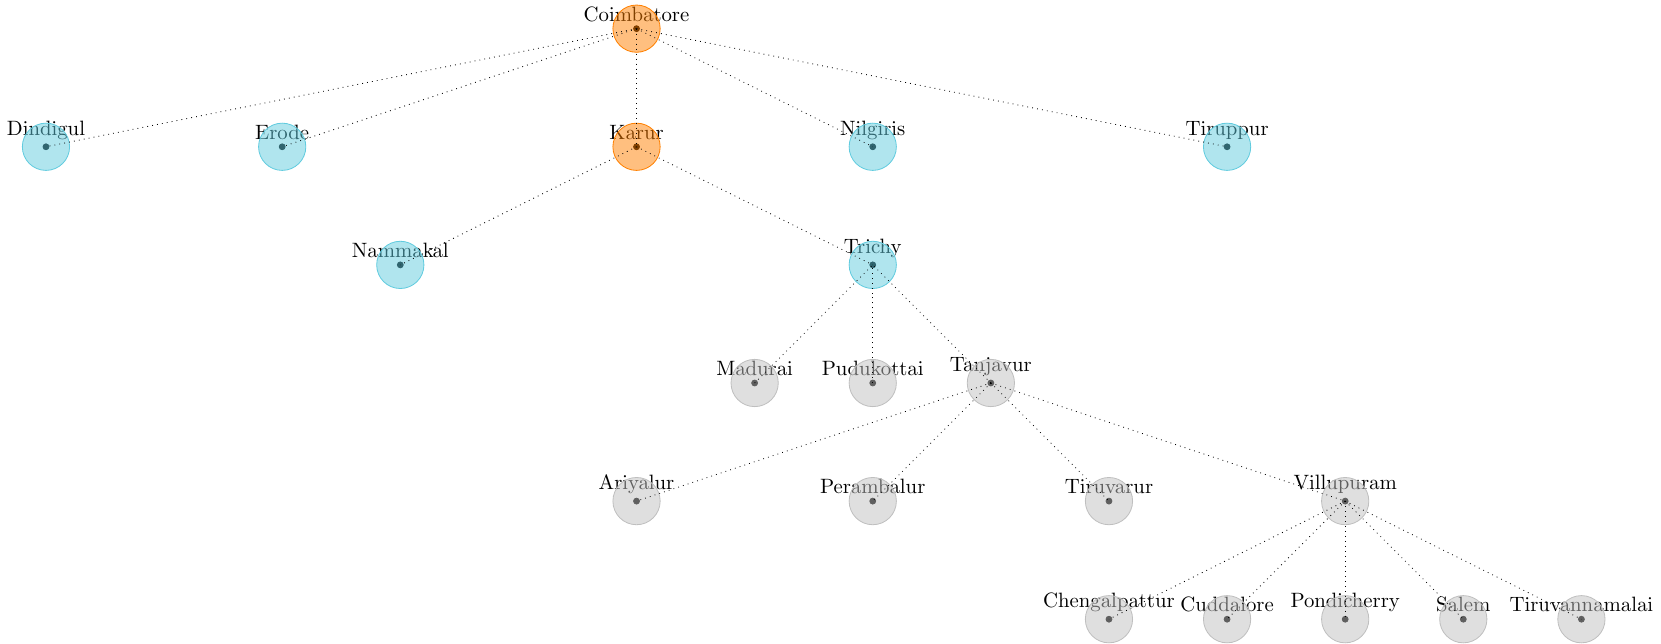 Coimbatore
Dindigul
Erode
Karur
Nilgiris
Tiruppur
Nammakal
Trichy
Madurai
Pudukottai
Tanjavur
Ariyalur
Perambalur
Tiruvarur
Villupuram
Chengalpattur
Cuddalore
Pondicherry
Salem
Tiruvannamalai